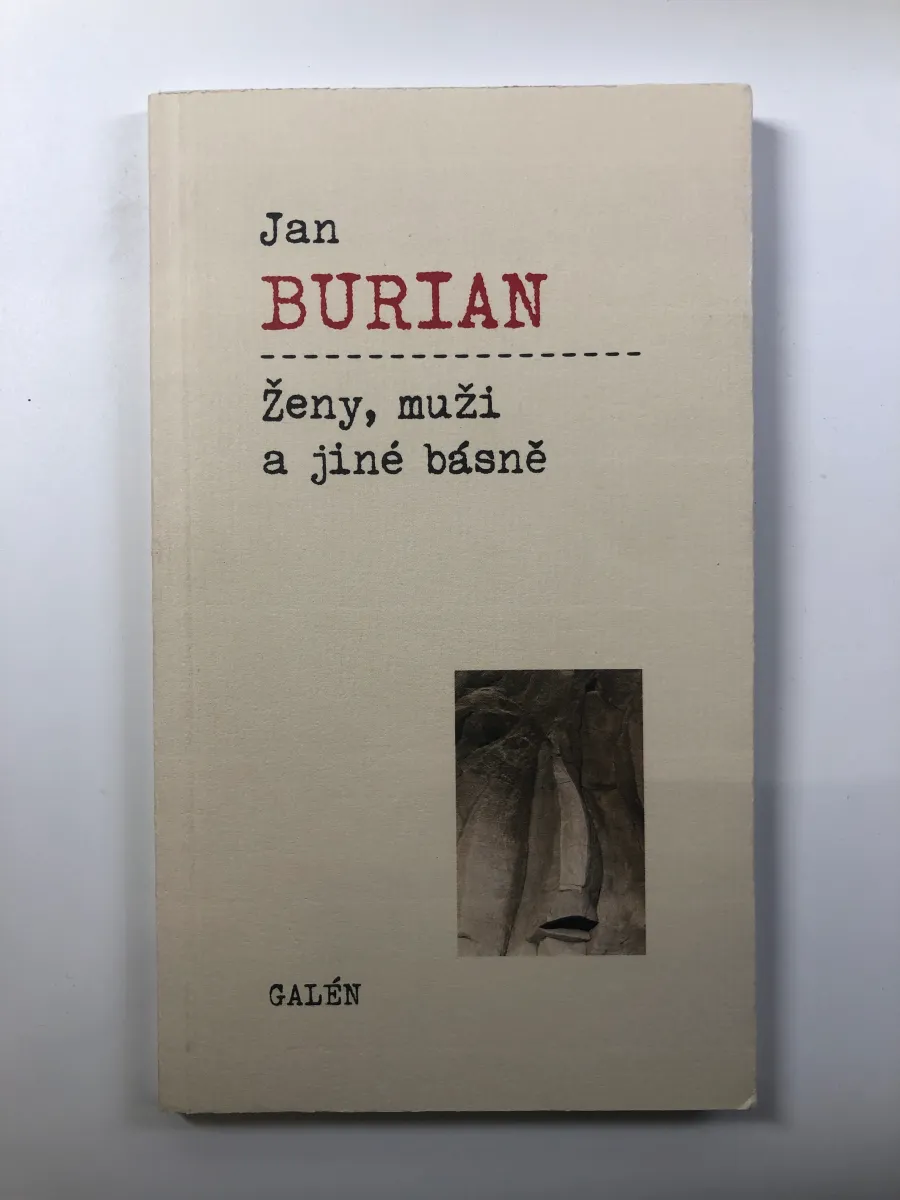 Jan
BURIAN
Ženy, muži
a jiné básně
GALÉN